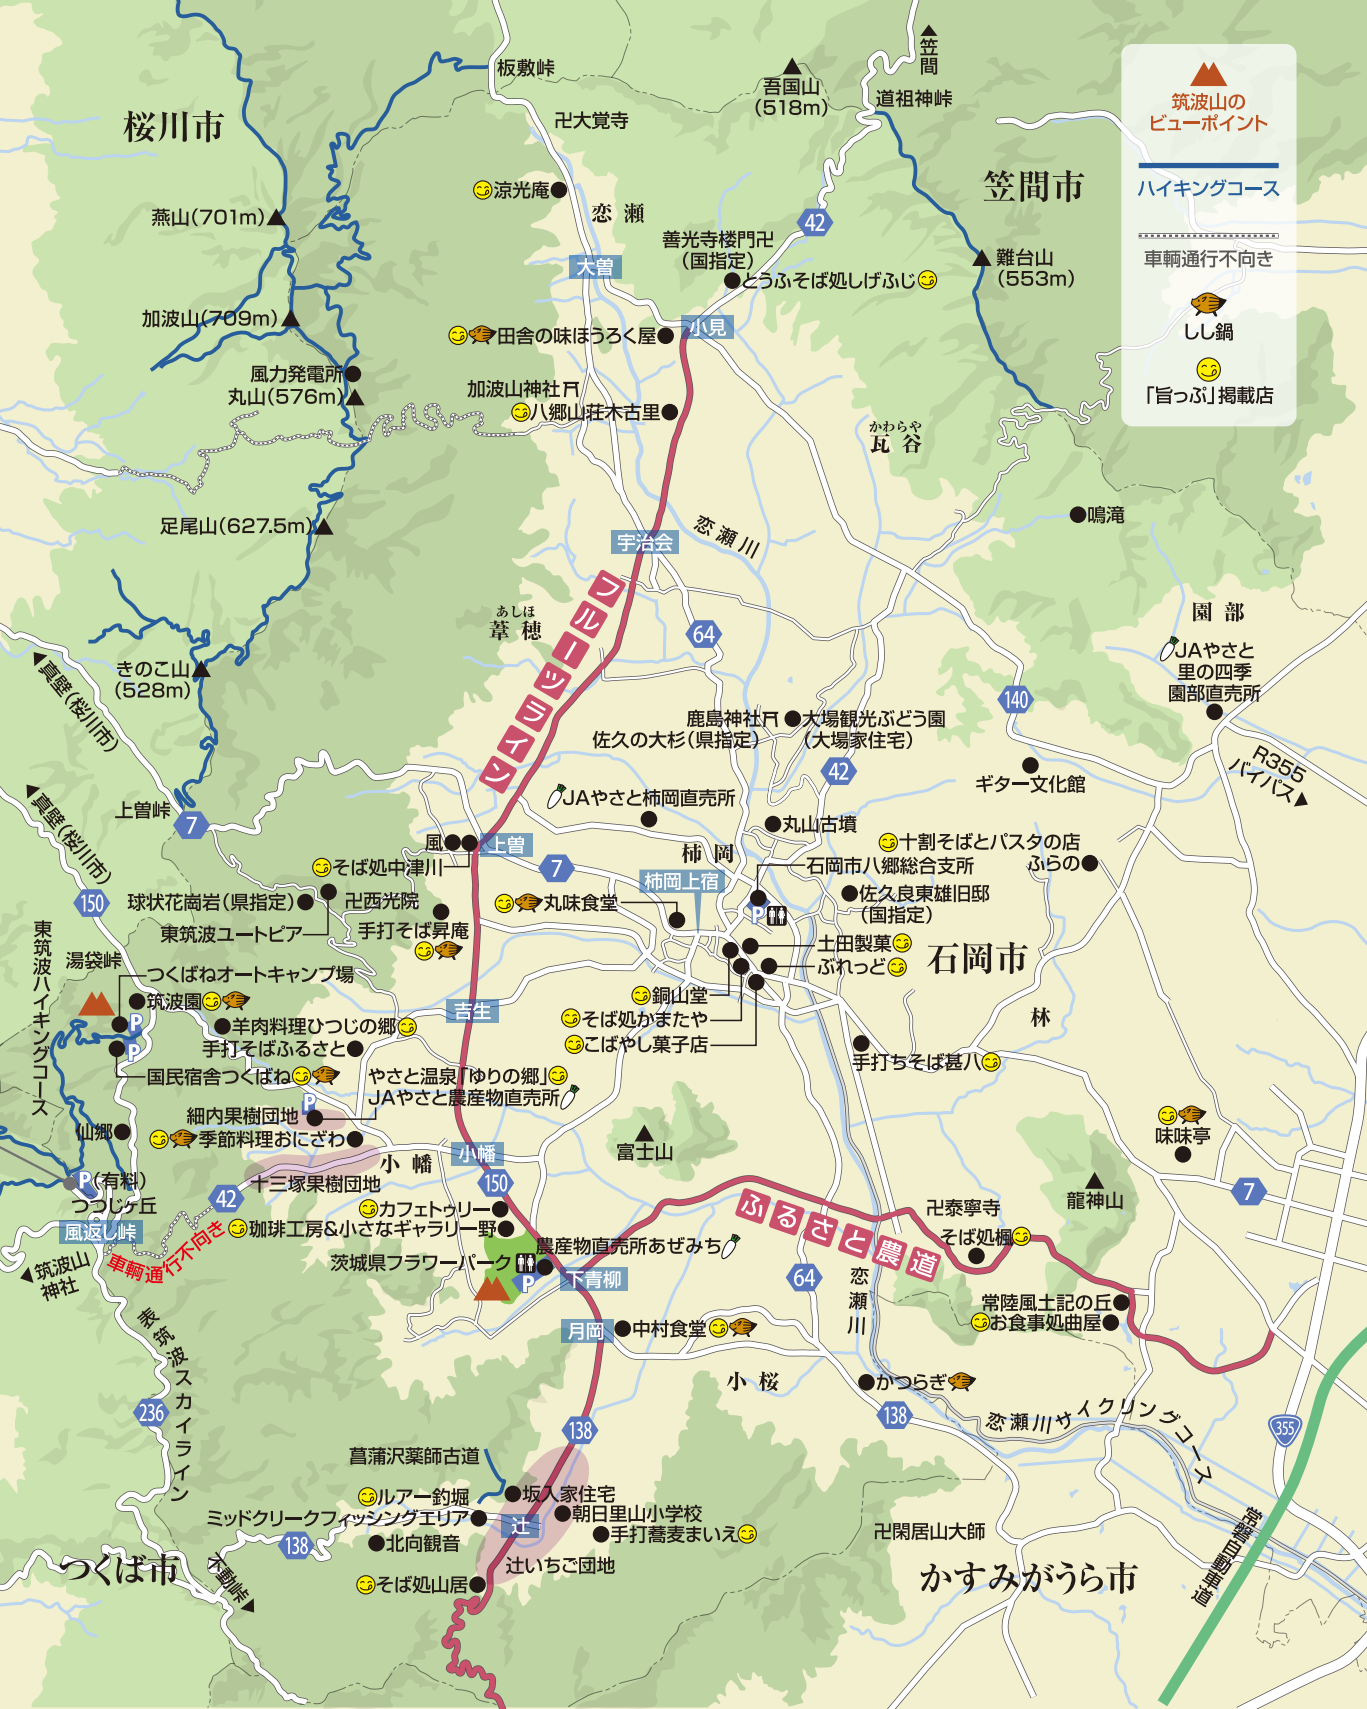 板敷峠
笠間
吾国山
(518m)
道祖神峠
筑波山の
ビューポイント
桜川市
卍大覚寺
笠間市
ハイキングコース
涼光庵
恋瀬
燕山(701m)
42
善光寺楼門卍
(国指定)
難台山
(553m)
車輌通行不向き
大曽
とうふそば処しげふじ
加波山(709m)
田舎の味ほうろく屋
小見
しし鍋
風力発電所
丸山(576m)
加波山神社
八郷山荘木古里
「旨っぷ」掲載店
かわらや
瓦谷
足尾山(627.5m)
宇治会
恋瀬川
鳴滝
フルーツライン
あしほ
葦穂
64
園部
JAやさと
里の四季
園部直売所
きのこ山
(528m)
真壁(桜川市)
140
鹿島神社
大場観光ぶどう園
佐久の大杉(県指定)
(大場家住宅)
R355
バイパス
42
ギター文化館
真壁(桜川市)
上曽峠
7
JAやさと柿岡直売所
丸山古墳
風
上曽
柿岡
十割そばとパスタの店
ふらの
そば処中津川
7
柿岡上宿
石岡市八郷総合支所
150
球状花崗岩(県指定)
卍西光院
丸味食堂
佐久良東雄旧邸
(国指定)
P
東筑波ユートピア
手打そば昇庵
東筑波ハイキングコース
湯袋峠
土田製菓
石岡市
つくばねオートキャンプ場
ぶれっど
筑波園
銅山堂
吉生
P
羊肉料理ひつじの郷
そば処かまたや
林
手打そばふるさと
こばやし菓子店
P
手打ちそば甚八
国民宿舎つくばね
やさと温泉「ゆりの郷」
JAやさと農産物直売所
P
細内果樹団地
仙郷
季節料理おにざわ
味味亭
小幡
小幡
富士山
P(有料)
つつじヶ丘
十三塚果樹団地
150
7
42
龍神山
カフェトゥリー
ふるさと農道
卍泰寧寺
風返し峠
珈琲工房&小さなギャラリー野
そば処楓
農産物直売所あぜみち
車輌通行不向き
茨城県フラワーパーク
P
筑波山
神社
下青柳
64
恋瀬川
常陸風土記の丘
お食事処曲屋
表筑波スカイライン
月岡
中村食堂
小桜
かつらぎ
236
138
恋瀬川サイクリングコース
138
355
菖蒲沢薬師古道
ルアー釣堀
坂入家住宅
ミッドクリークフィッシングエリア
辻
朝日里山小学校
卍閑居山大師
手打蕎麦まいえ
138
北向観音
常磐自動車道
つくば市
不動峠
辻いちご団地
そば処山居
かすみがうら市